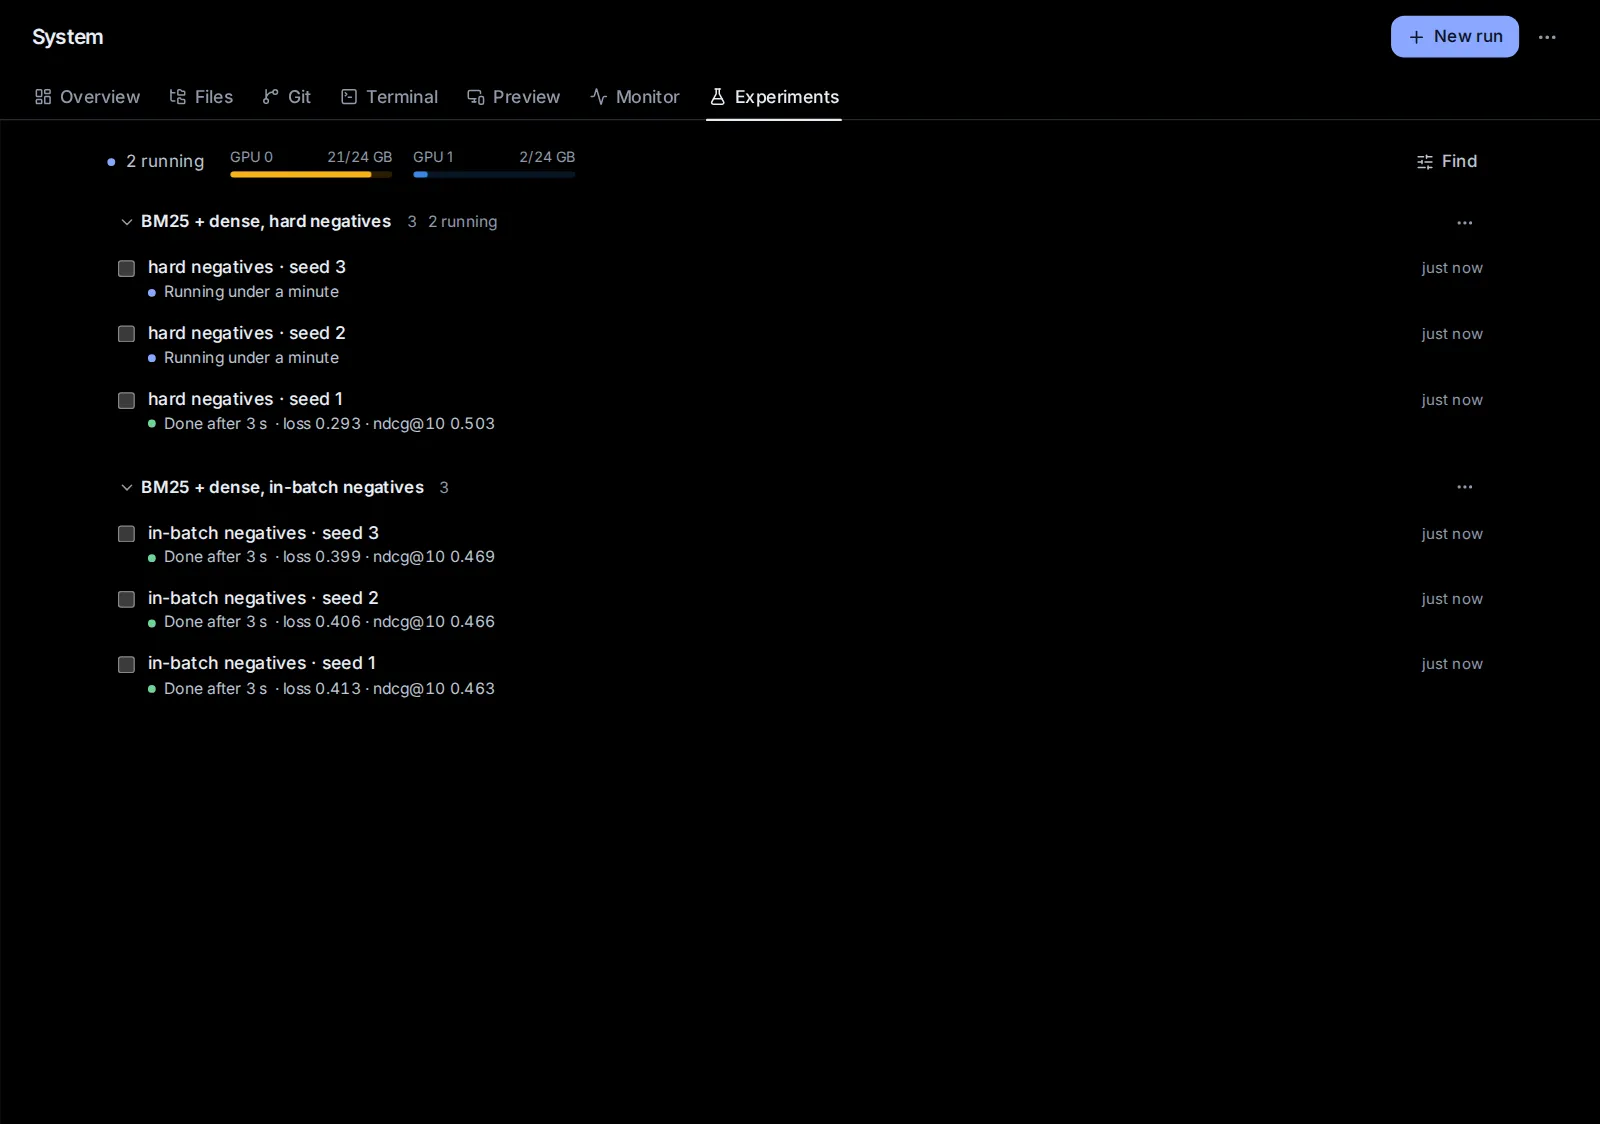 System
+ New run
Overview Files Git Terminal Preview Monitor Experiments
2 running GPU 0 21/24 GB GPU 1 2/24 GB Find
BM25 + dense, hard negatives 3 2 running
hard negatives · seed 3 just now
Running under a minute
hard negatives · seed 2 just now
Running under a minute
hard negatives · seed 1 just now
Done after 3 s · loss 0.293 · ndcg@10 0.503
BM25 + dense, in-batch negatives 3
in-batch negatives · seed 3 just now
Done after 3 s · loss 0.399 · ndcg@10 0.469
in-batch negatives · seed 2 just now
Done after 3 s · loss 0.406 · ndcg@10 0.466
in-batch negatives · seed 1 just now
Done after 3 s · loss 0.413 · ndcg@10 0.463